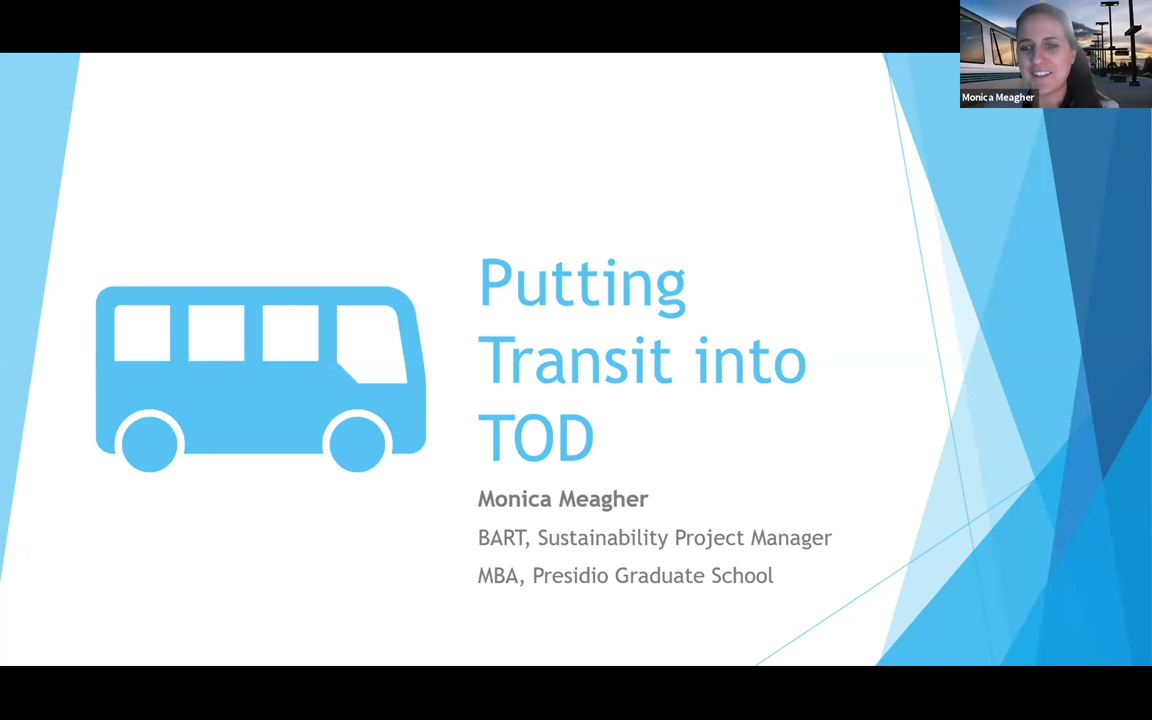 Monica Meagher
Putting
Transit into
TOD
Monica Meagher
BART, Sustainability Project Manager
MBA, Presidio Graduate School